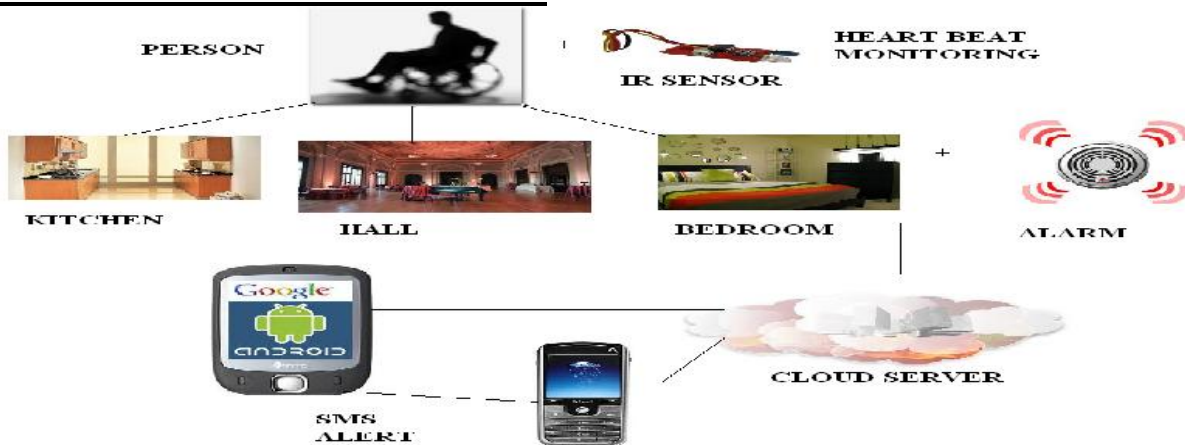 PERSON
HEART BEAT
MONITORING
IR SENSOR
KITCHEN
HALL
BEDROOM
ALARM
Google
ANDROID
CLOUD SERVER
SMS
ALERT